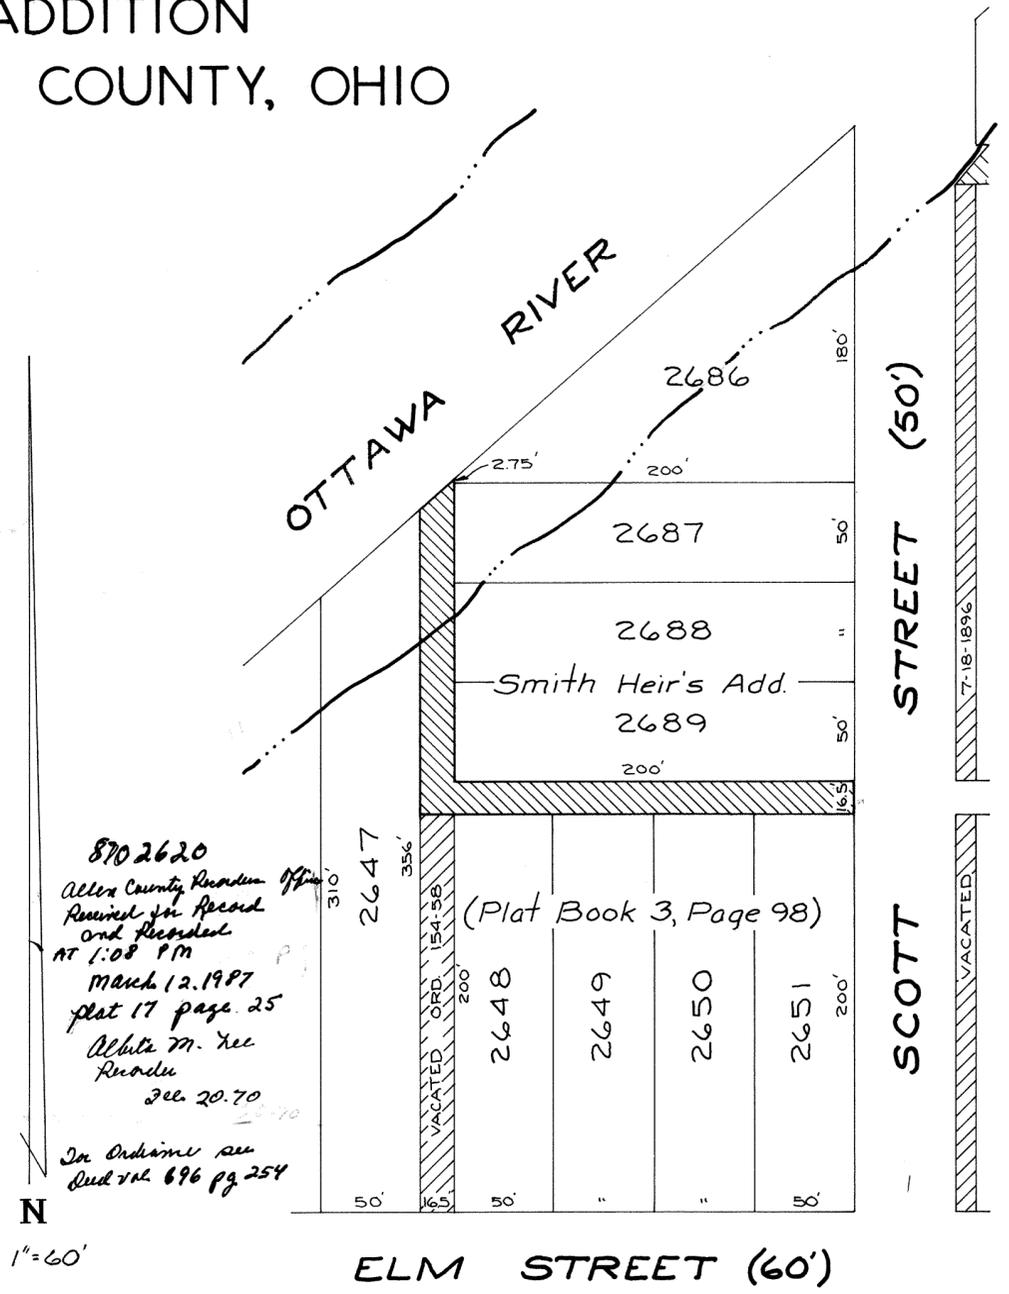 ADDITION
COUNTY, OHIO
OTTAWA RIVER
2686
180'
2.75'
200'
2687
50'
2688
"
Smith Heir's Add.
2689
50'
200'
16.5'
SCOTT STREET (50')
7-18-1896
VACATED
2647
310'
356'
VACATED ORD. 154-58
(Plat Book 3, Page 98)
200'
2648
2649
2650
2651
200'
50'
16.5'
50'
"
"
50'
ELM STREET (60')
8702620
Allen County Recorders Office
Received for Record
and Recorded
AT 1:08 PM
March 12, 1987
plat 17 page 25
Alberta M. Lee
Recorder
Fee 20.70
For Ordinance see
Deed vol 696 pg 254
N
1"=60'